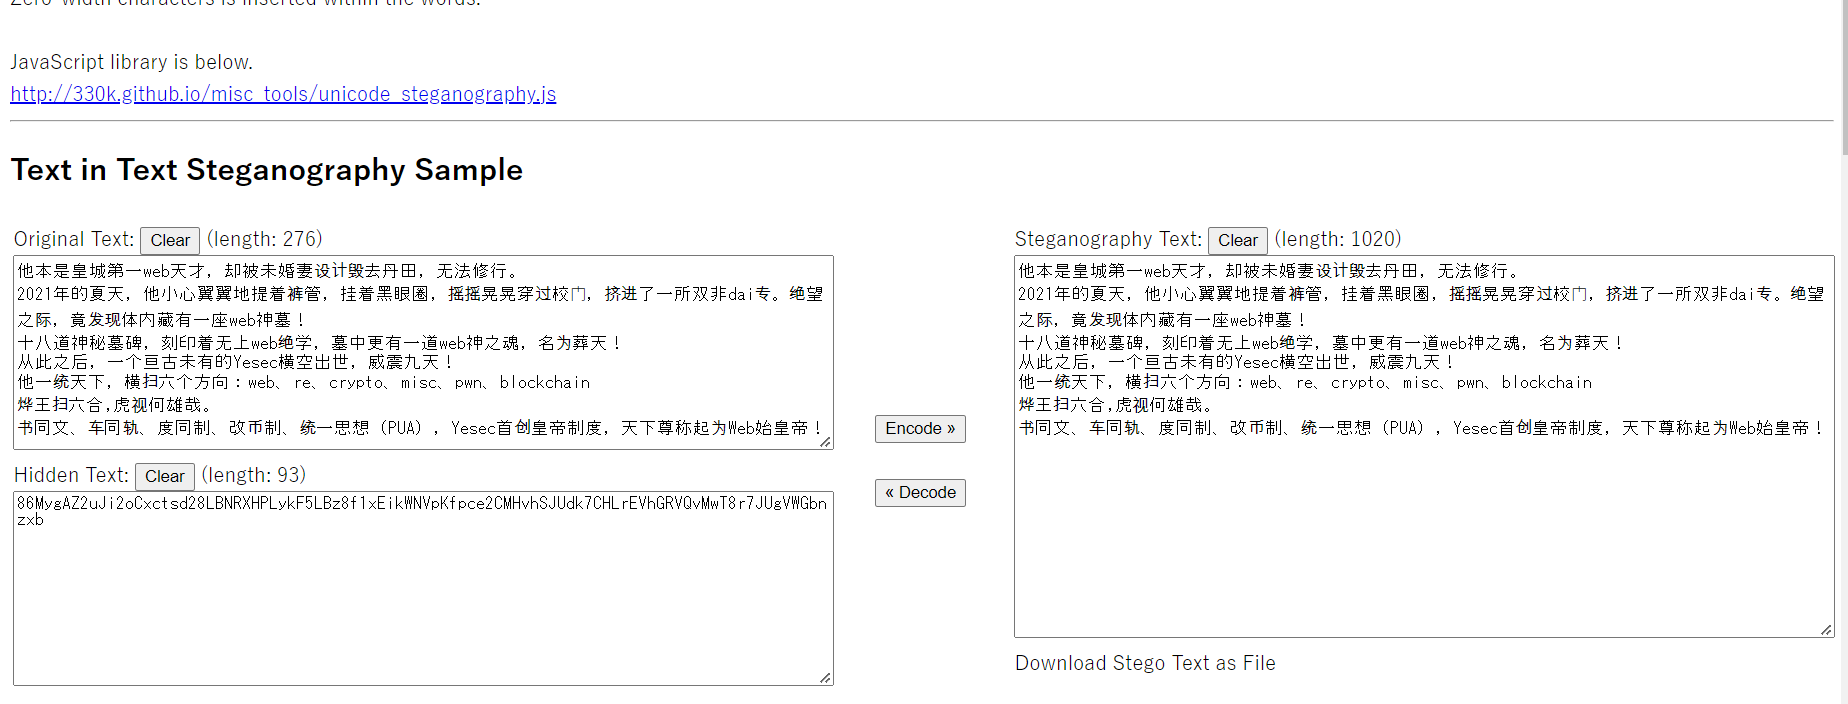 Zero-width characters is inserted within the words.
JavaScript library is below.
http://330k.github.io/misc_tools/unicode_steganography.js
Text in Text Steganography Sample
Original Text: Clear (length: 276)
他本是皇城第一web天才，却被未婚妻设计毁去丹田，无法修行。
2021年的夏天，他小心翼翼地提着裤管，挂着黑眼圈，摇摇晃晃穿过校门，挤进了一所双非dai专。绝望
之际，竟发现体内藏有一座web神墓！
十八道神秘墓碑，刻印着无上web绝学，墓中更有一道web神之魂，名为葬天！
从此之后，一个亘古未有的Yesec横空出世，威震九天！
他一统天下，横扫六个方向：web、re、crypto、misc、pwn、blockchain
烨王扫六合,虎视何雄哉。
书同文、车同轨、度同制、改币制、统一思想（PUA）, Yesec首创皇帝制度，天下尊称起为Web始皇帝！
Hidden Text: Clear (length: 93)
86MygAZ2uJi2oCxctsd28LBNRXHPLykF5LBz8f1xEikWNVpKfpce2CMHvhSJUdk7CHLrEVhGRVQvMwT8r7JUgVWGbn
zxb
Encode »
« Decode
Steganography Text: Clear (length: 1020)
他本是皇城第一web天才，却被未婚妻设计毁去丹田，无法修行。
2021年的夏天，他小心翼翼地提着裤管，挂着黑眼圈，摇摇晃晃穿过校门，挤进了一所双非dai专。绝望
之际，竟发现体内藏有一座web神墓！
十八道神秘墓碑，刻印着无上web绝学，墓中更有一道web神之魂，名为葬天！
从此之后，一个亘古未有的Yesec横空出世，威震九天！
他一统天下，横扫六个方向：web、re、crypto、misc、pwn、blockchain
烨王扫六合,虎视何雄哉。
书同文、车同轨、度同制、改币制、统一思想（PUA）, Yesec首创皇帝制度，天下尊称起为Web始皇帝！
Download Stego Text as File